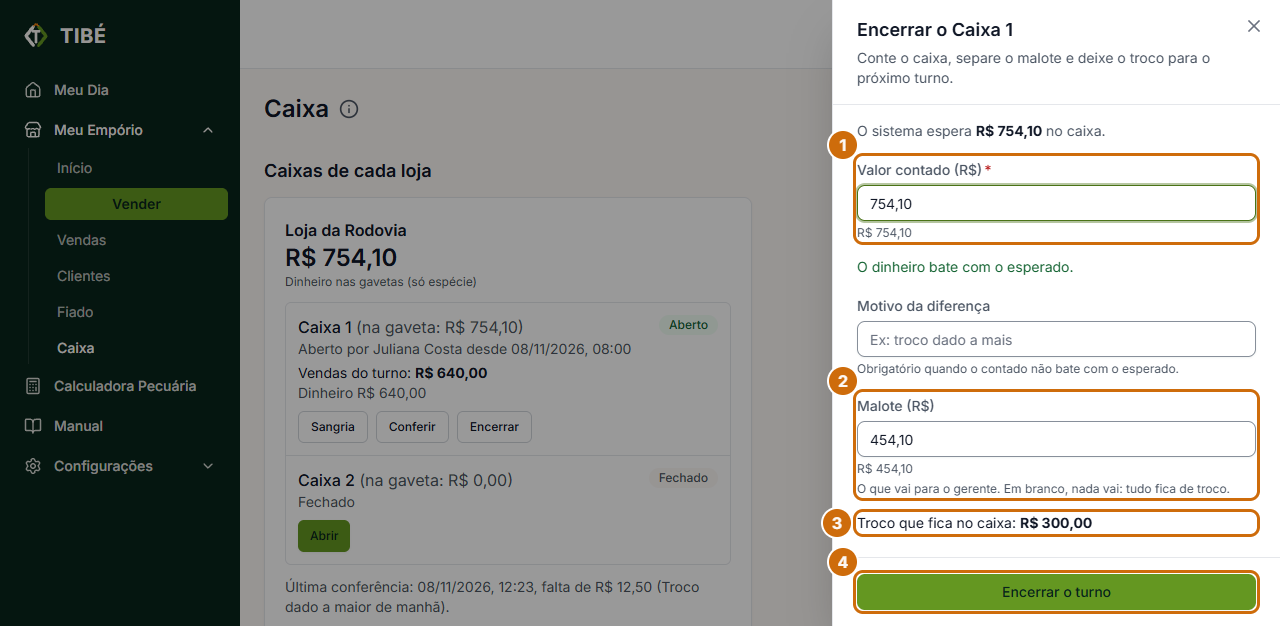 TIBÉ
Meu Dia
Meu Empório
Início
Vender
Vendas
Clientes
Fiado
Caixa
Calculadora Pecuária
Manual
Configurações
Caixa
Caixas de cada loja
Loja da Rodovia
R$ 754,10
Dinheiro nas gavetas (só espécie)
Caixa 1 (na gaveta: R$ 754,10)
Aberto
Aberto por Juliana Costa desde 08/11/2026, 08:00
Vendas do turno: R$ 640,00
Dinheiro R$ 640,00
Sangria
Conferir
Encerrar
Caixa 2 (na gaveta: R$ 0,00)
Fechado
Fechado
Abrir
Última conferência: 08/11/2026, 12:23, falta de R$ 12,50 (Troco
dado a maior de manhã).
Encerrar o Caixa 1
Conte o caixa, separe o malote e deixe o troco para o
próximo turno.
O sistema espera R$ 754,10 no caixa.
1
Valor contado (R$) *
754,10
R$ 754,10
O dinheiro bate com o esperado.
Motivo da diferença
Ex: troco dado a mais
Obrigatório quando o contado não bate com o esperado.
2
Malote (R$)
454,10
R$ 454,10
O que vai para o gerente. Em branco, nada vai: tudo fica de troco.
3
Troco que fica no caixa: R$ 300,00
4
Encerrar o turno